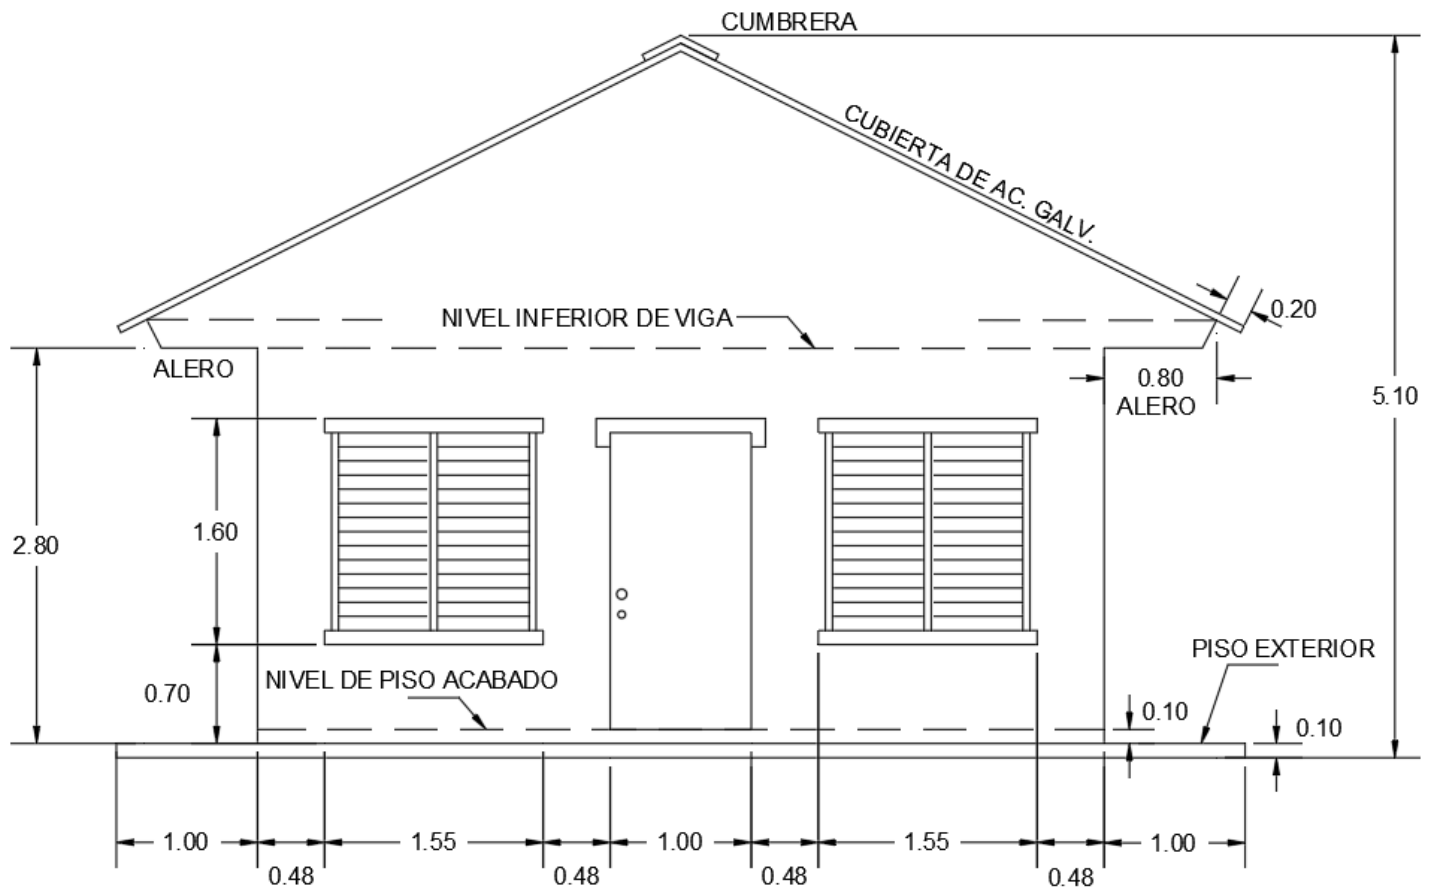 CUMBRERA
CUBIERTA DE AC. GALV.
0.20
NIVEL INFERIOR DE VIGA
ALERO
0.80
ALERO
5.10
2.80
1.60
PISO EXTERIOR
NIVEL DE PISO ACABADO
0.70
0.10
0.10
1.00
1.55
1.00
1.55
1.00
0.48
0.48
0.48
0.48